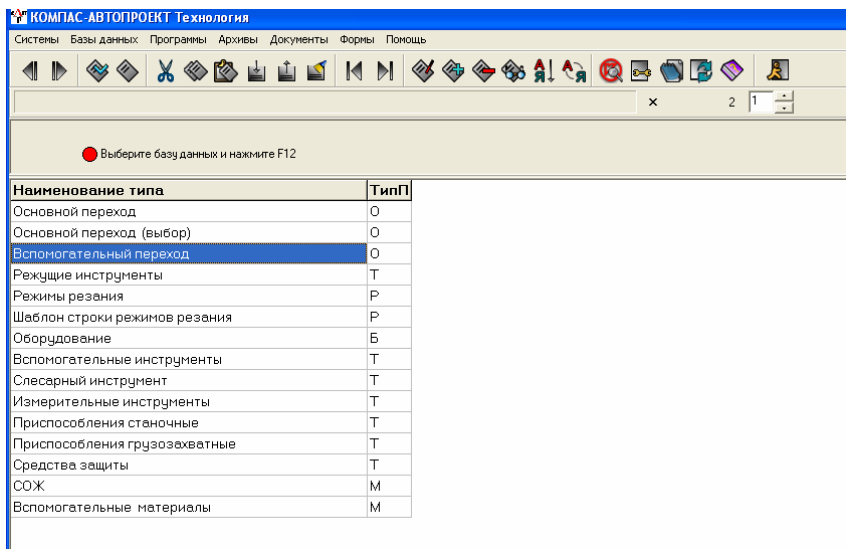 КОМПАС-АВТОПРОЕКТ Технология
Системы Базы данных Программы Архивы Документы Формы Помощь
× 2 1
Выберите базу данных и нажмите F12
Наименование типа ТипП
Основной переход О
Основной переход (выбор) О
Вспомогательный переход О
Режущие инструменты Т
Режимы резания Р
Шаблон строки режимов резания Р
Оборудование Б
Вспомогательные инструменты Т
Слесарный инструмент Т
Измерительные инструменты Т
Приспособления станочные Т
Приспособления грузозахватные Т
Средства защиты Т
СОЖ М
Вспомогательные материалы М